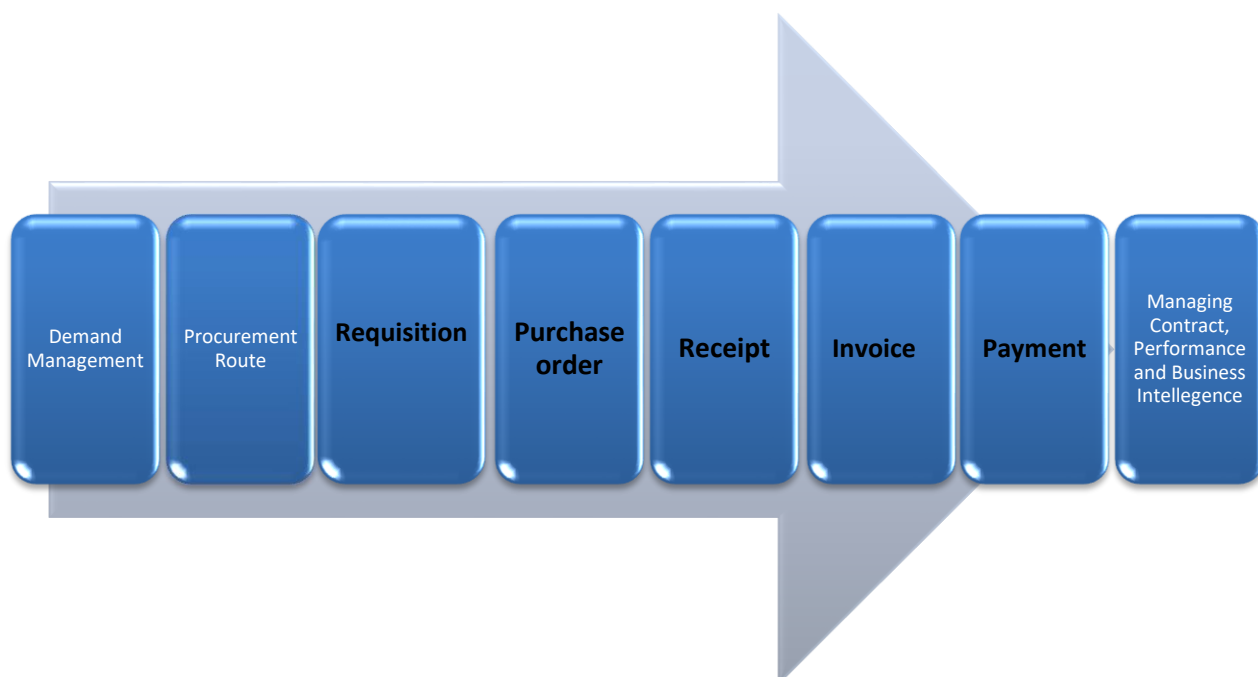 Demand
Management
Procurement
Route
Requisition
Purchase
order
Receipt
Invoice
Payment
Managing
Contract,
Performance
and Business
Intellegence